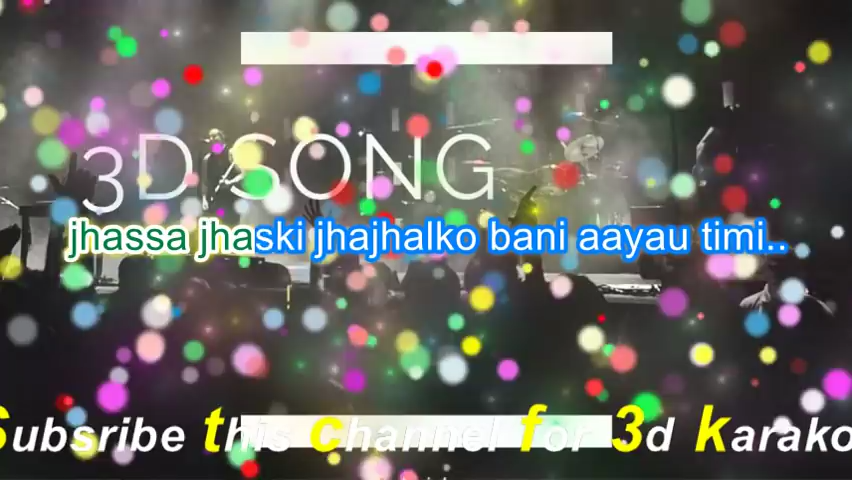 3D SONG
jhassa jhaski jhajhalko bani aayau timi..
Subsribe this channel for 3d karako